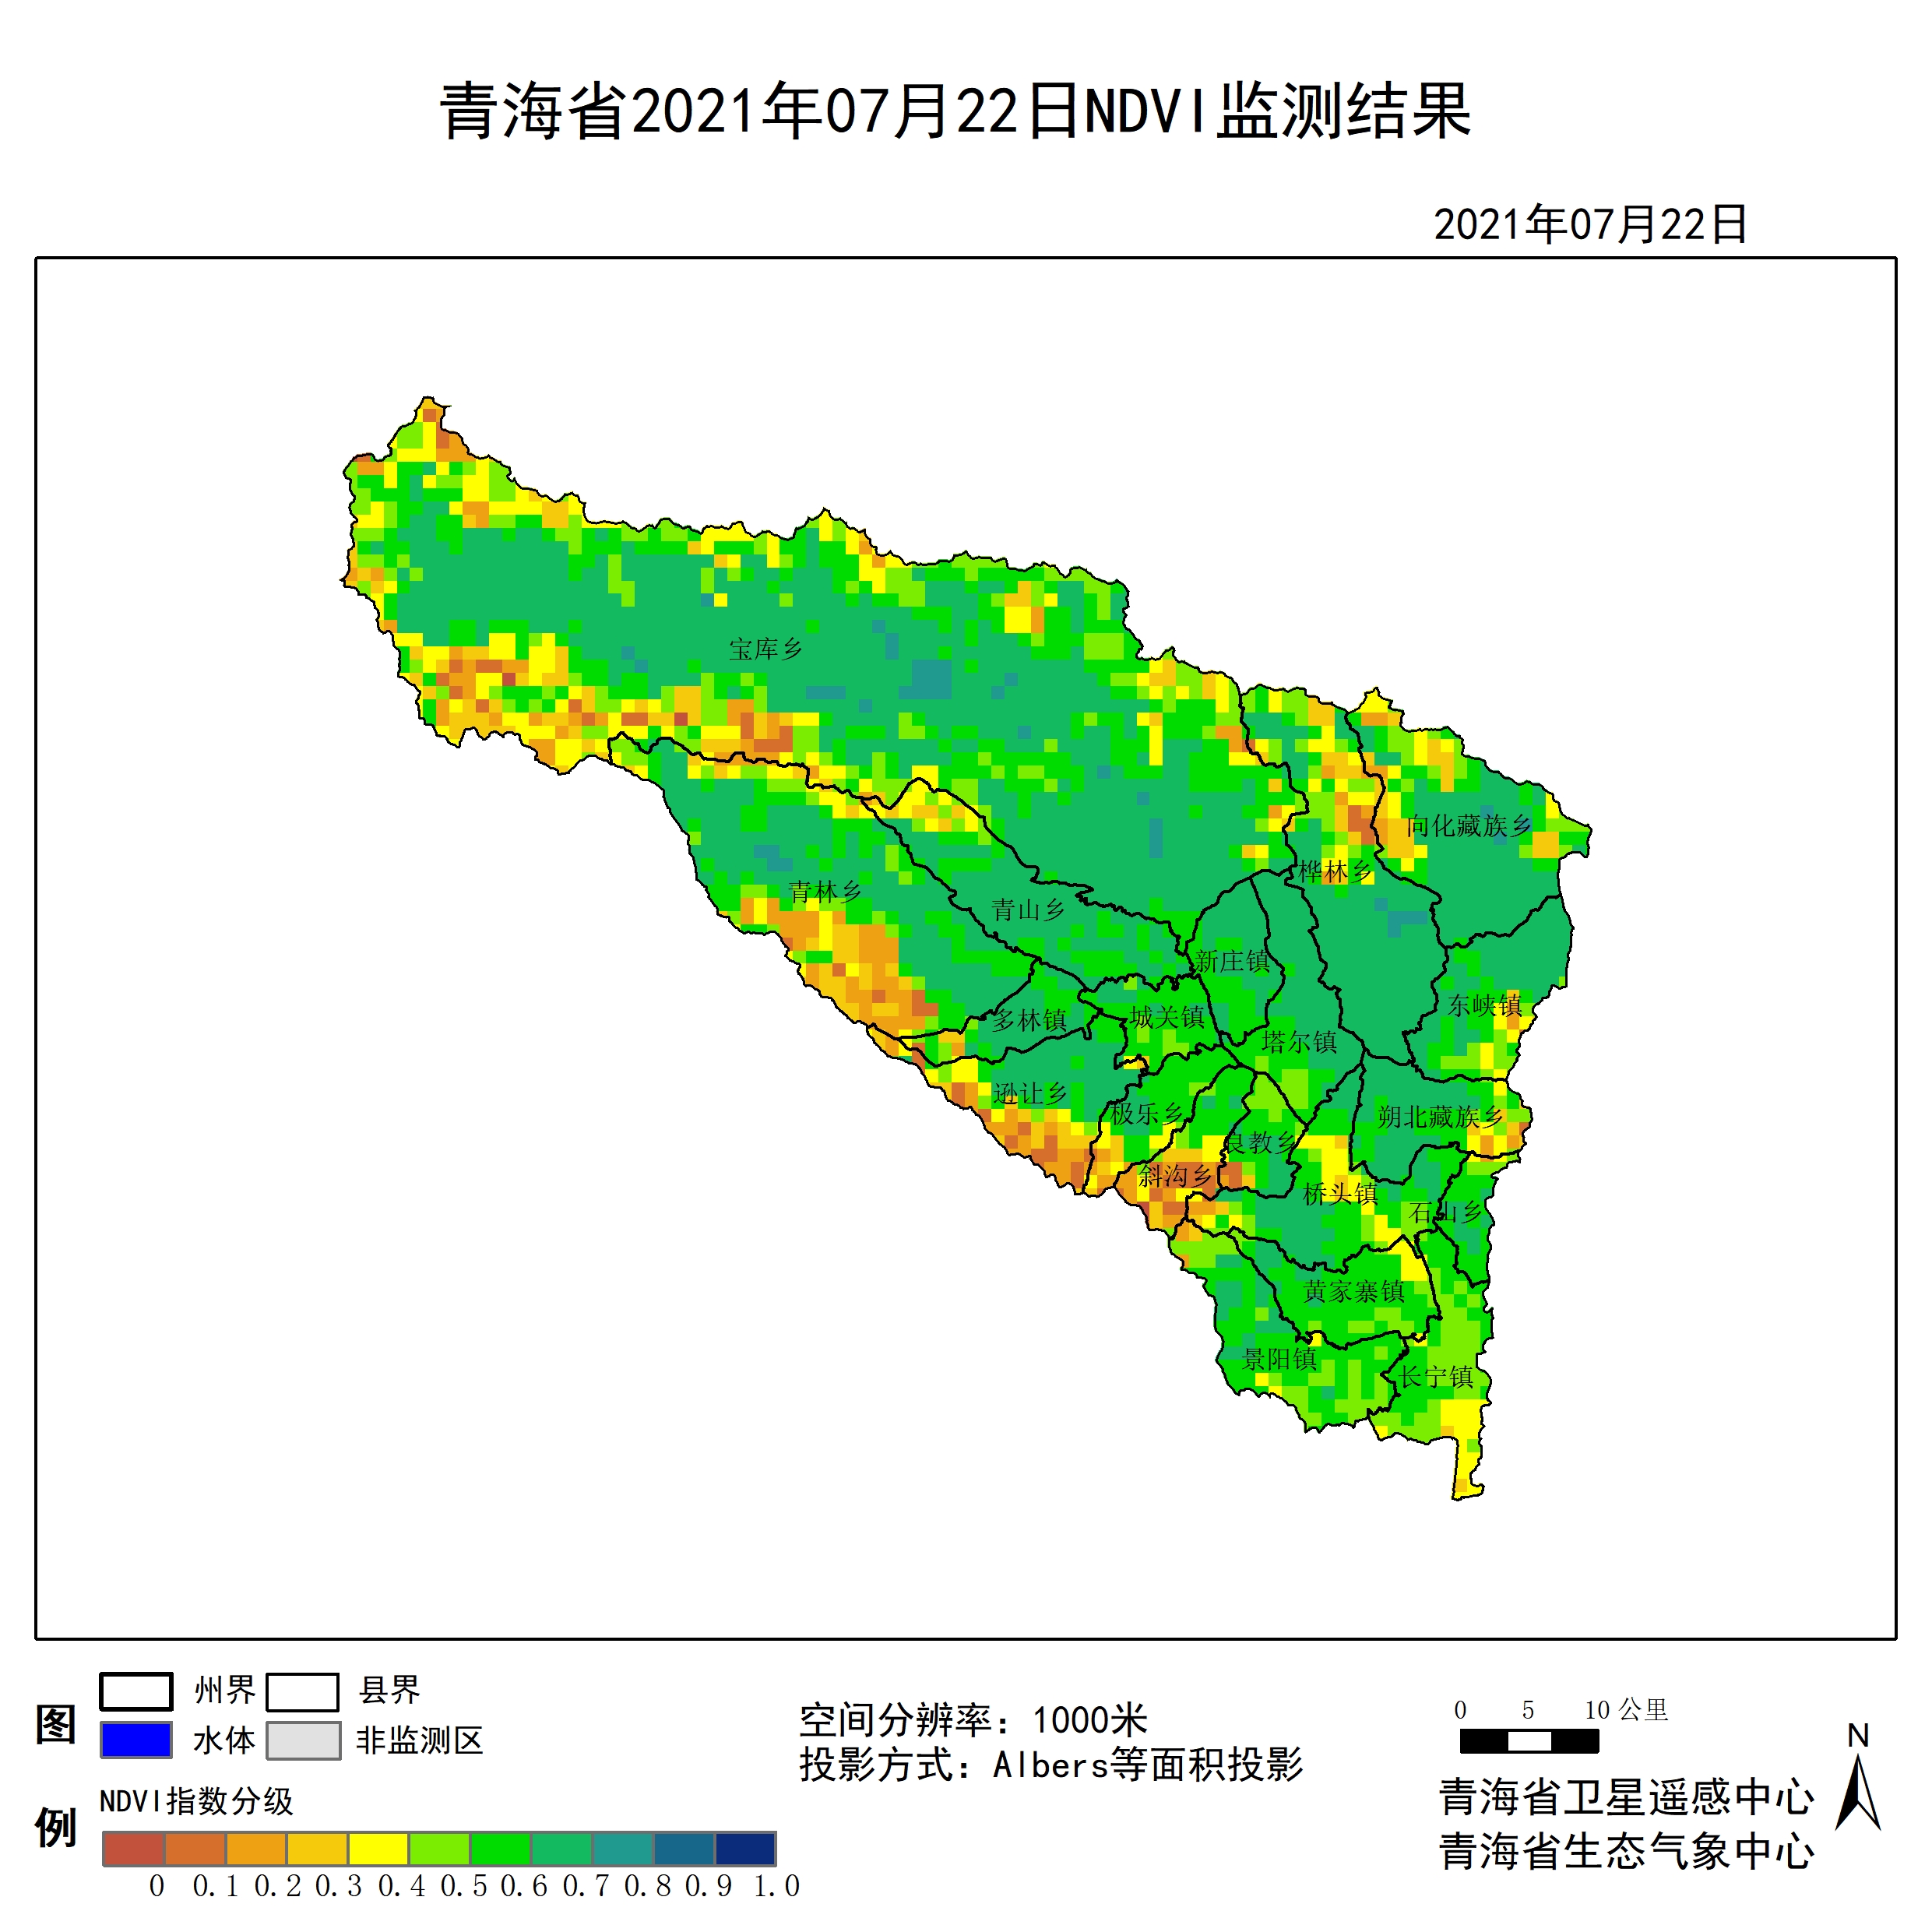 青海省2021年07月22日NDVI监测结果
2021年07月22日
宝库乡
向化藏族乡
桦林乡
青林乡
青山乡
新庄镇
东峡镇
多林镇
城关镇
塔尔镇
逊让乡
极乐乡
朔北藏族乡
良教乡
斜沟乡
桥头镇
石山乡
黄家寨镇
景阳镇
长宁镇
图例
州界
县界
水体
非监测区
NDVI指数分级
0 0.1 0.2 0.3 0.4 0.5 0.6 0.7 0.8 0.9 1.0
空间分辨率：1000米
投影方式：Albers等面积投影
0 5 10 公里
N
青海省卫星遥感中心
青海省生态气象中心